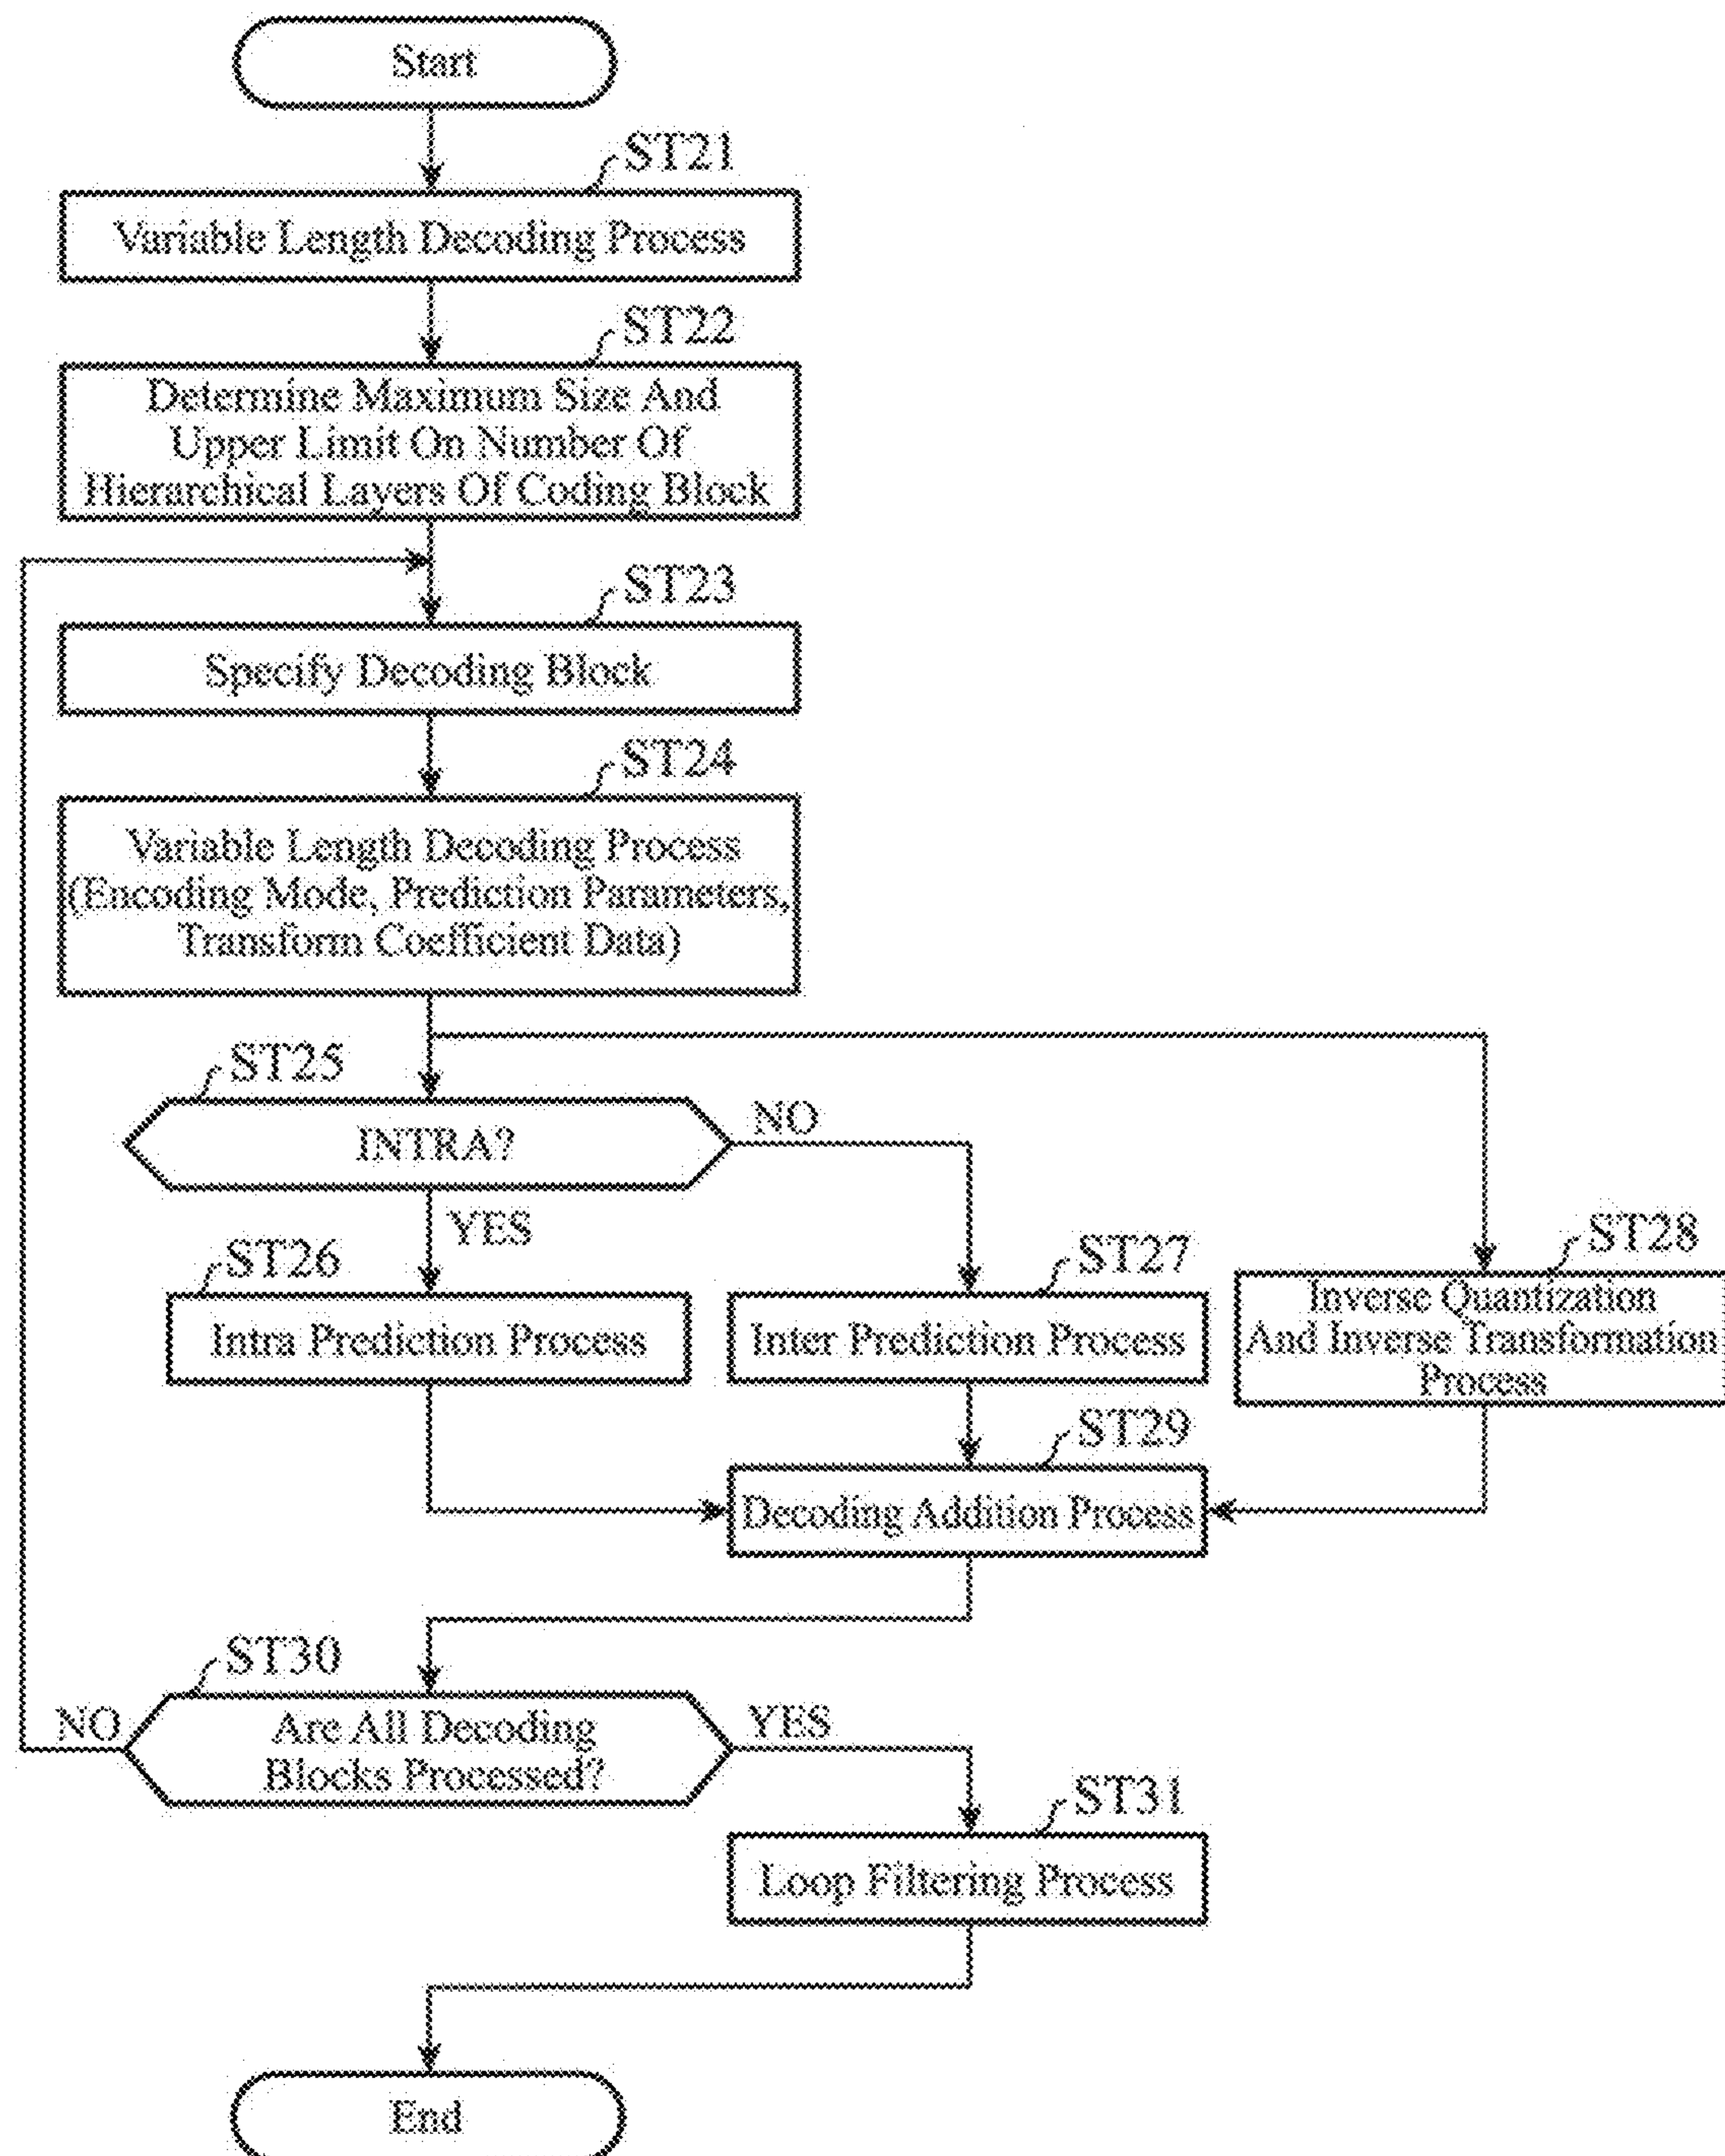 Start
ST21
Variable Length Decoding Process
ST22
Determine Maximum Size And
Upper Limit On Number Of
Hierarchical Layers Of Coding Block
ST23
Specify Decoding Block
ST24
Variable Length Decoding Process
(Encoding Mode, Prediction Parameters,
Transform Coefficient Data)
ST25
INTRA?
NO
YES
ST26
Intra Prediction Process
ST27
Inter Prediction Process
ST28
Inverse Quantization
And Inverse Transformation
Process
ST29
Decoding Addition Process
ST30
Are All Decoding
Blocks Processed?
NO
YES
ST31
Loop Filtering Process
End